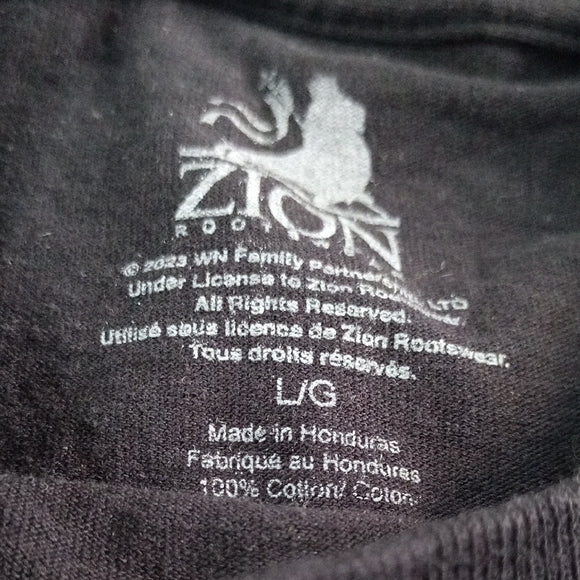 ZION
© 2023 WN Family Partnership LTD
Under License to Zion Rootswear.
All Rights Reserved.
Utilisé sous licence de Zion Rootswear.
Tous droits réservés.
L/G
Made in Honduras
Fabriqué au Honduras
100% Cotton/ Coton